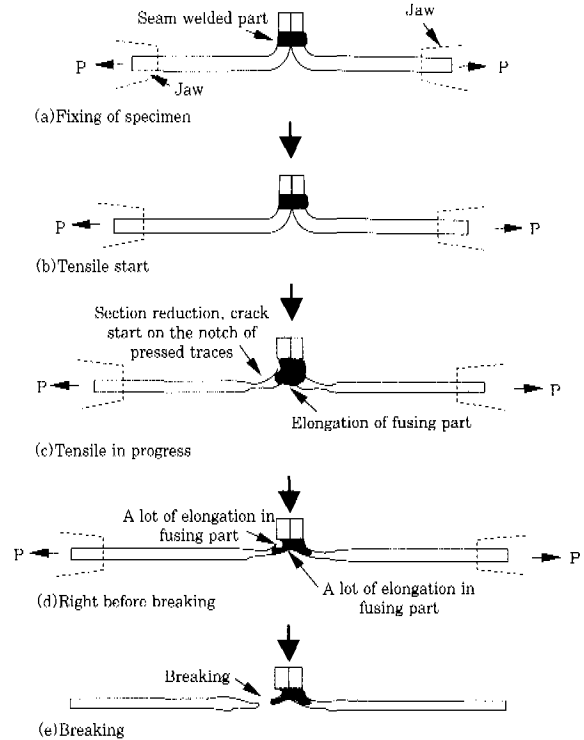 Seam welded part
Jaw
P
P
Jaw
(a)Fixing of specimen
P
P
(b)Tensile start
Section reduction, crack
start on the notch of
pressed traces
P
P
Elongation of fusing part
(c)Tensile in progress
A lot of elongation in
fusing part
P
P
A lot of elongation in
fusing part
(d)Right before breaking
Breaking
(e)Breaking